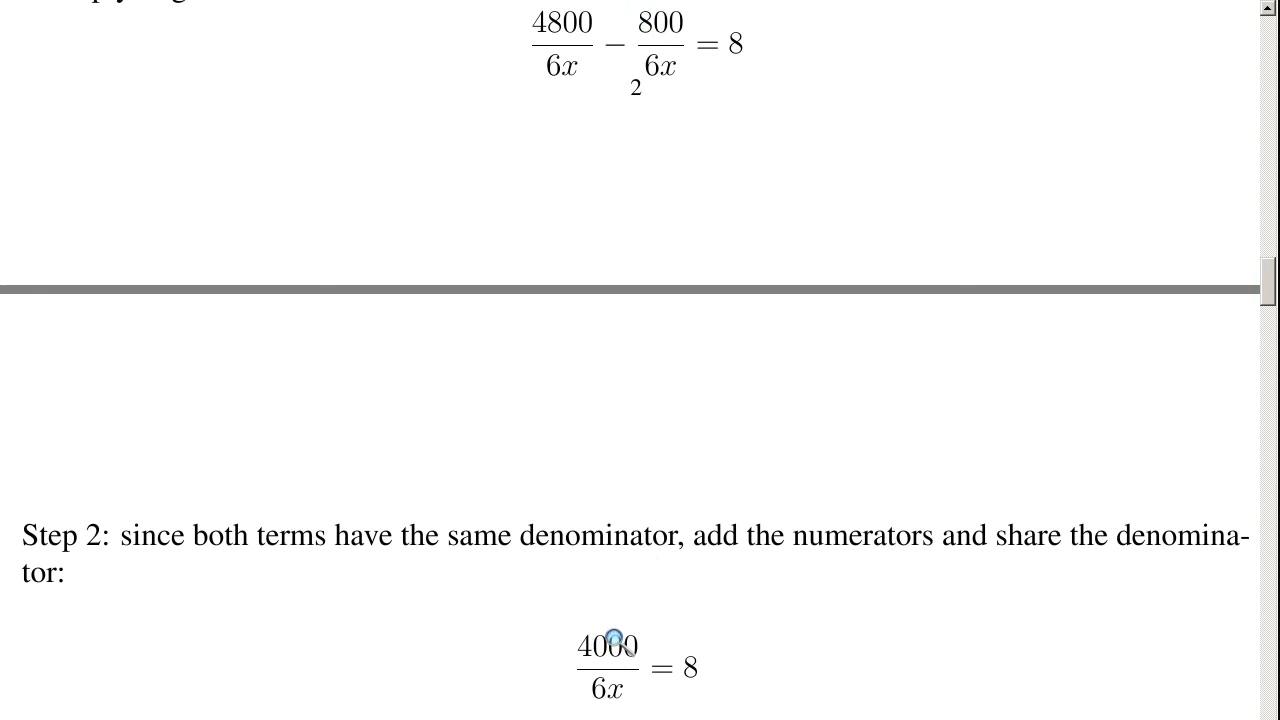 4800/6x − 800/6x = 8
2
Step 2: since both terms have the same denominator, add the numerators and share the denomina-
tor:
4000/6x = 8